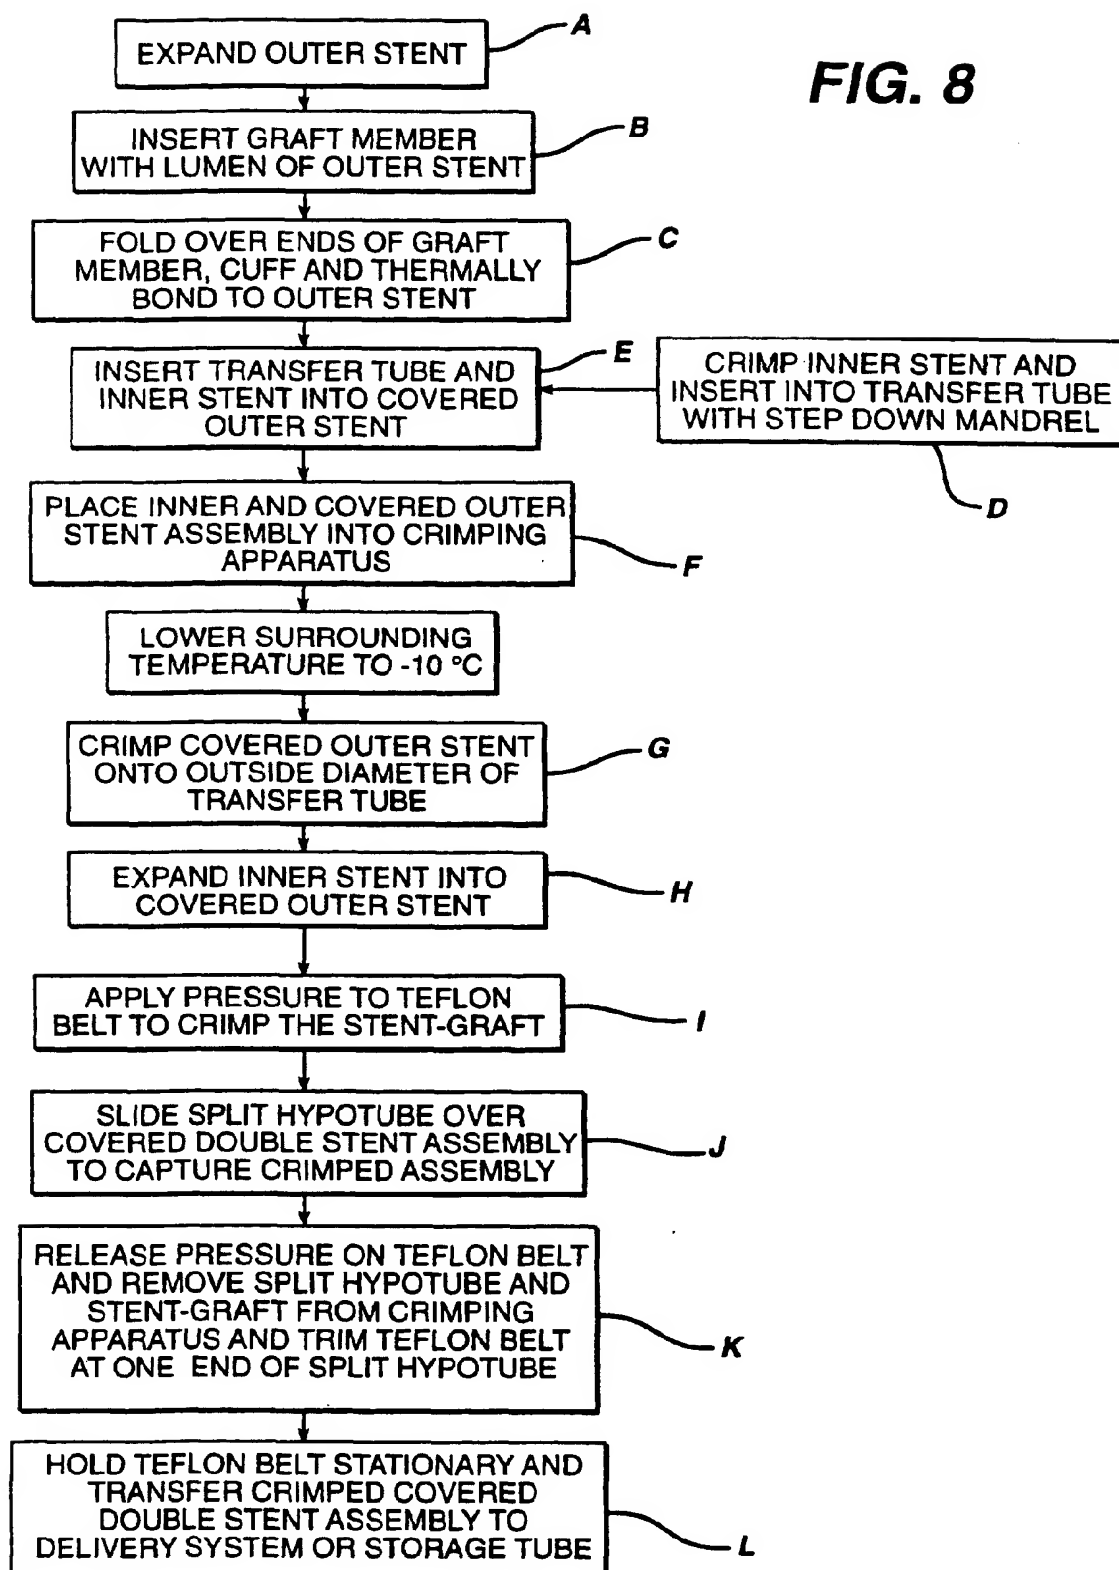 FIG. 8
EXPAND OUTER STENT
A
INSERT GRAFT MEMBER
WITH LUMEN OF OUTER STENT
B
FOLD OVER ENDS OF GRAFT
MEMBER, CUFF AND THERMALLY
BOND TO OUTER STENT
C
INSERT TRANSFER TUBE AND
INNER STENT INTO COVERED
OUTER STENT
E
CRIMP INNER STENT AND
INSERT INTO TRANSFER TUBE
WITH STEP DOWN MANDREL
D
PLACE INNER AND COVERED OUTER
STENT ASSEMBLY INTO CRIMPING
APPARATUS
F
LOWER SURROUNDING
TEMPERATURE TO -10 °C
CRIMP COVERED OUTER STENT
ONTO OUTSIDE DIAMETER OF
TRANSFER TUBE
G
EXPAND INNER STENT INTO
COVERED OUTER STENT
H
APPLY PRESSURE TO TEFLON
BELT TO CRIMP THE STENT-GRAFT
I
SLIDE SPLIT HYPOTUBE OVER
COVERED DOUBLE STENT ASSEMBLY
TO CAPTURE CRIMPED ASSEMBLY
J
RELEASE PRESSURE ON TEFLON BELT
AND REMOVE SPLIT HYPOTUBE AND
STENT-GRAFT FROM CRIMPING
APPARATUS AND TRIM TEFLON BELT
AT ONE END OF SPLIT HYPOTUBE
K
HOLD TEFLON BELT STATIONARY AND
TRANSFER CRIMPED COVERED
DOUBLE STENT ASSEMBLY TO
DELIVERY SYSTEM OR STORAGE TUBE
L